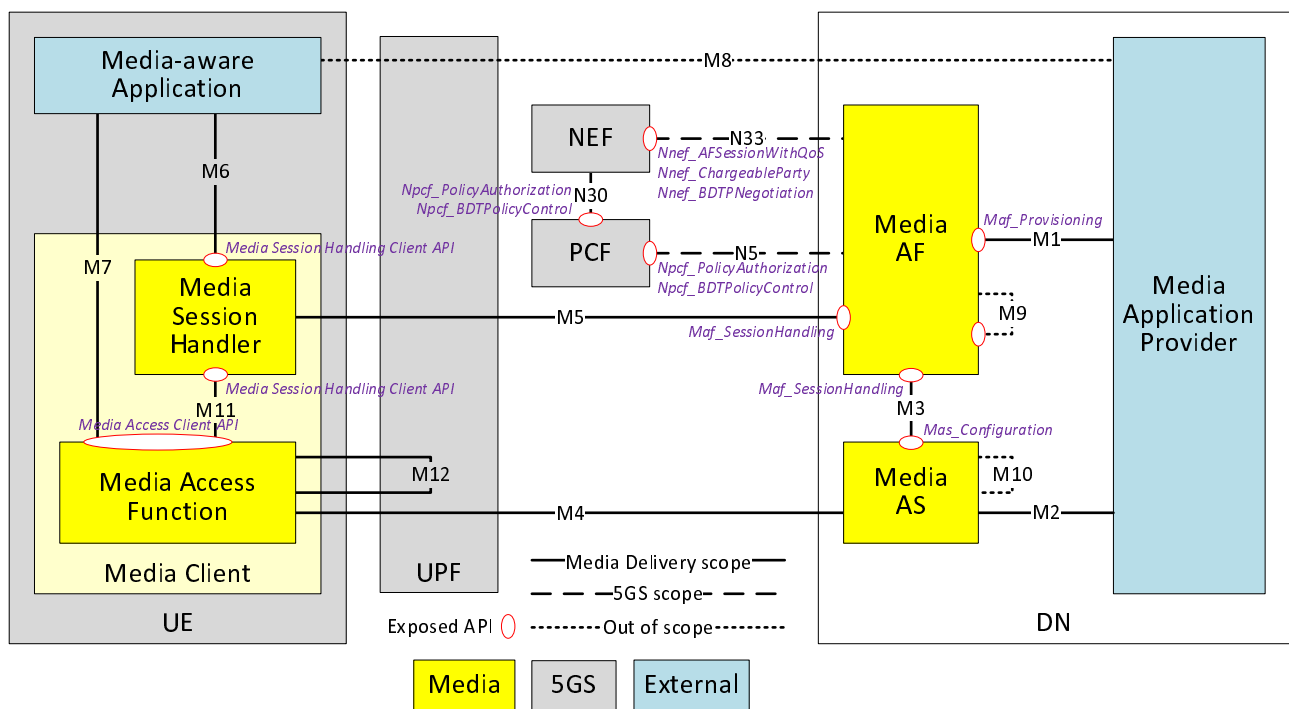 Media-aware
Application
M8
NEF
N33
Nnef_AFSessionWithQoS
Nnef_ChargeableParty
Nnef_BDTPNegotiation
M6
Npcf_PolicyAuthorization
Npcf_BDTPolicyControl
N30
Media
AF
Maf_Provisioning
M1
Media Session Handling Client API
PCF
N5
Npcf_PolicyAuthorization
Npcf_BDTPolicyControl
M7
Media
Session
Handler
M5
Maf_SessionHandling
M9
Media
Application
Provider
Media Session Handling Client API
M11
Media Access Client API
Maf_SessionHandling
M3
Mas_Configuration
Media Access
Function
M12
M4
Media
AS
M10
M2
Media Client
UPF
UE
DN
Media Delivery scope
5GS scope
Exposed API
Out of scope
Media
5GS
External